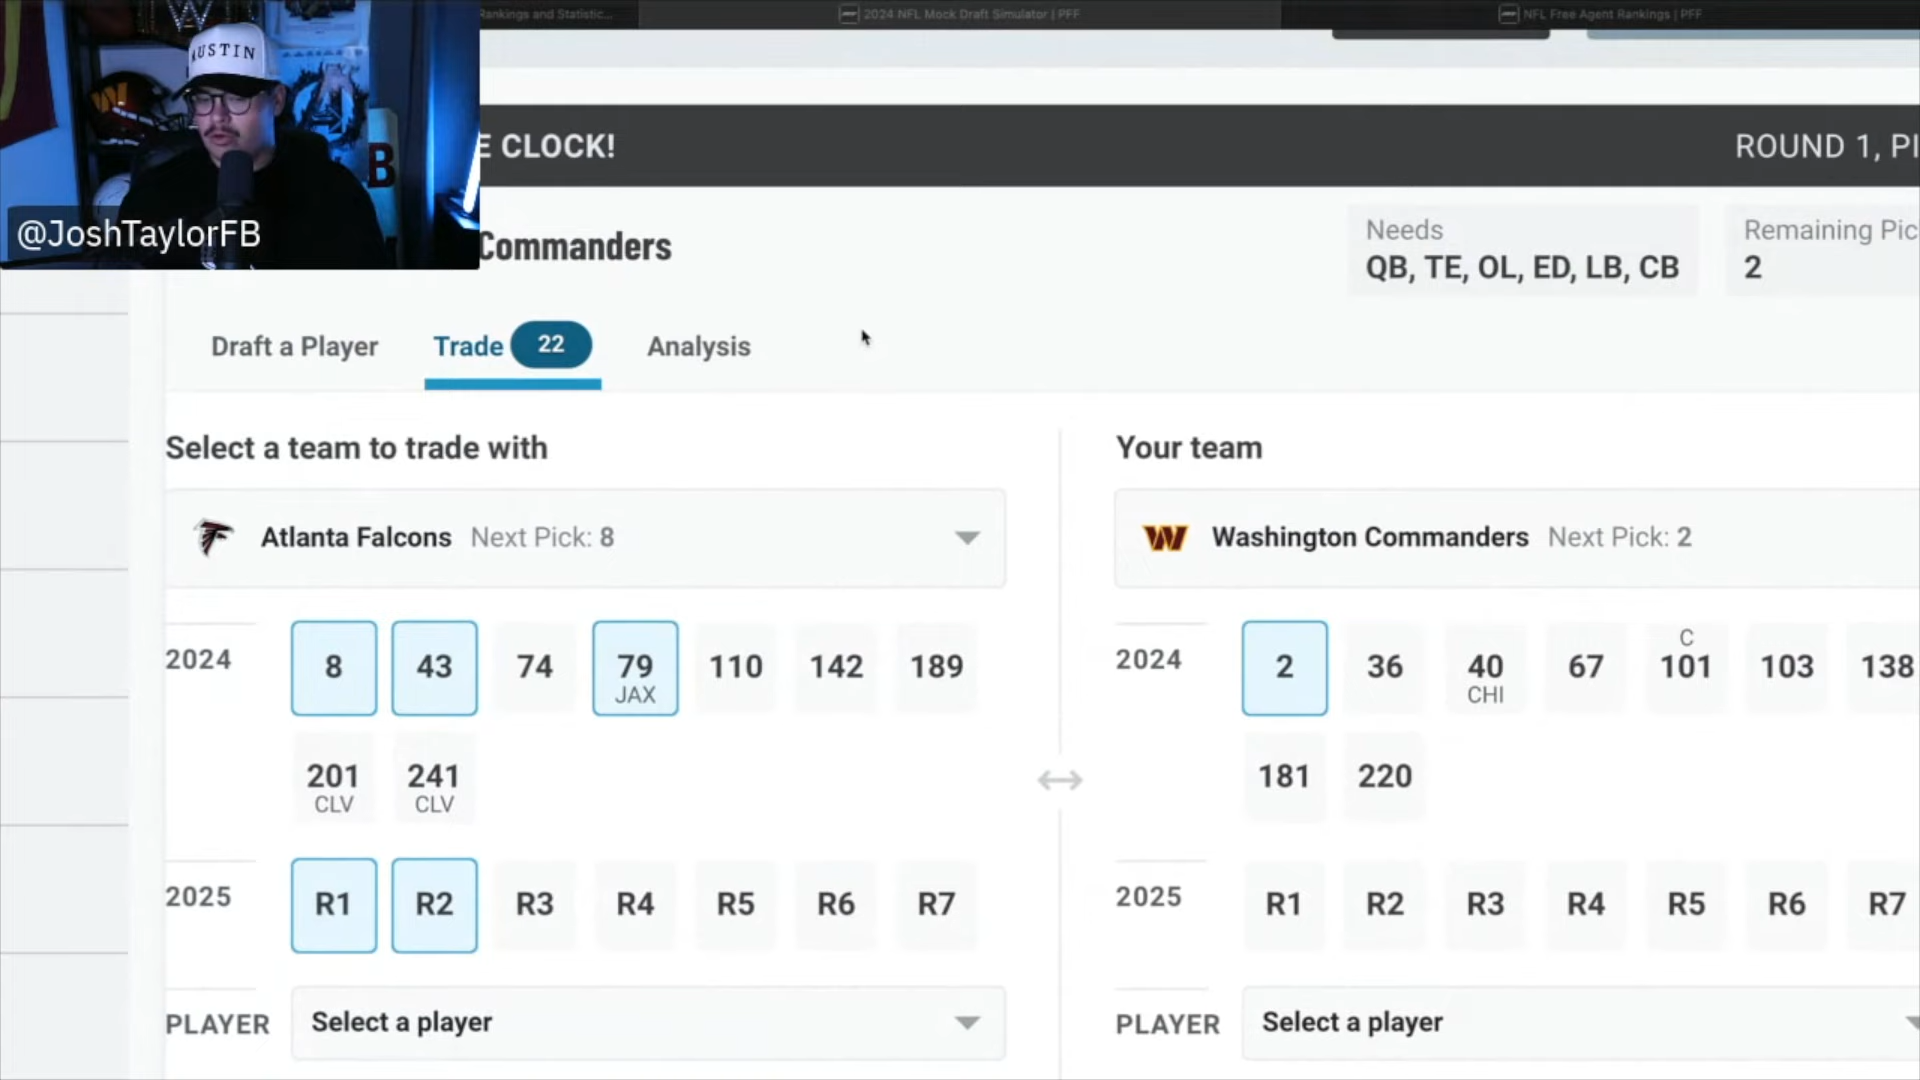 Rankings and Statistic...
2024 NFL Mock Draft Simulator | PFF
NFL Free Agent Rankings | PFF
AUSTIN
B
@JoshTaylorFB
E CLOCK!
ROUND 1, PI
Commanders
Needs
QB, TE, OL, ED, LB, CB
Remaining Pic
2
Draft a Player
Trade 22
Analysis
Select a team to trade with
Atlanta Falcons Next Pick: 8
2024
8 43 74 79 110 142 189
JAX
201 241
CLV CLV
2025
R1 R2 R3 R4 R5 R6 R7
PLAYER
Select a player
Your team
Washington Commanders Next Pick: 2
2024
C
2 36 40 67 101 103 138
CHI
181 220
2025
R1 R2 R3 R4 R5 R6 R7
PLAYER
Select a player